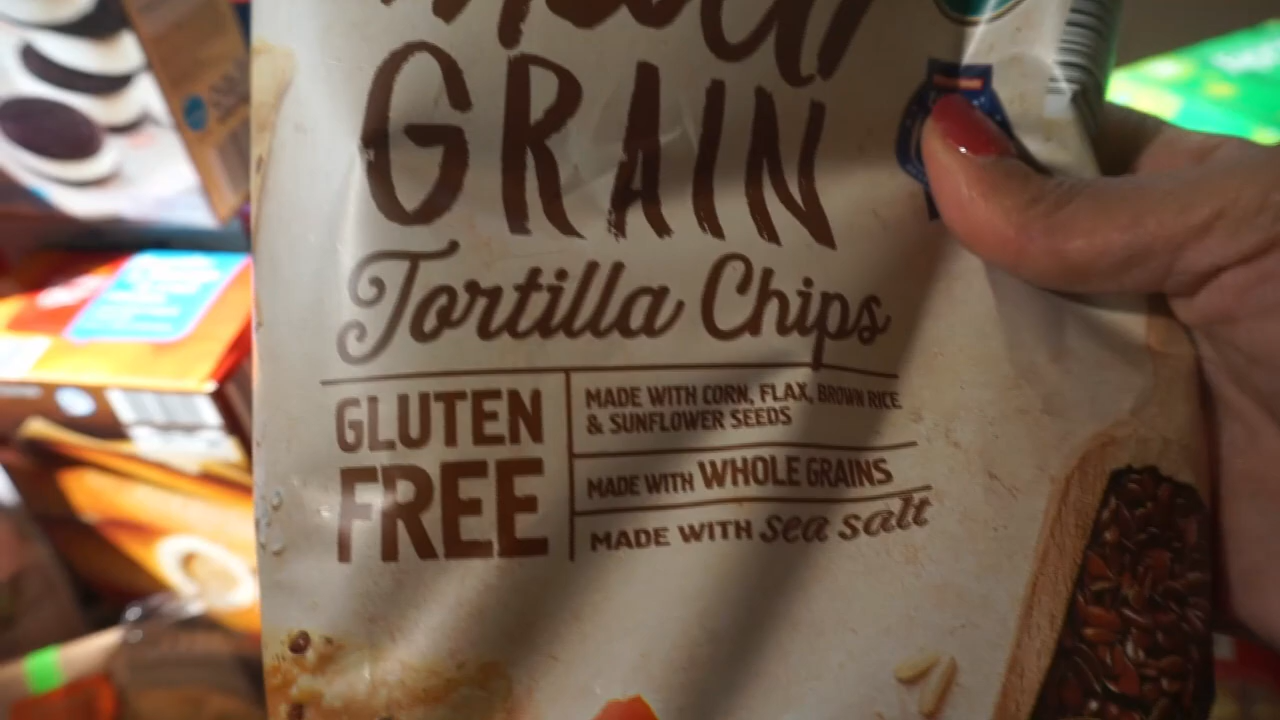 GRAIN
Tortilla Chips
GLUTEN
FREE
MADE WITH CORN, FLAX, BROWN RICE
& SUNFLOWER SEEDS
MADE WITH WHOLE GRAINS
MADE WITH sea salt